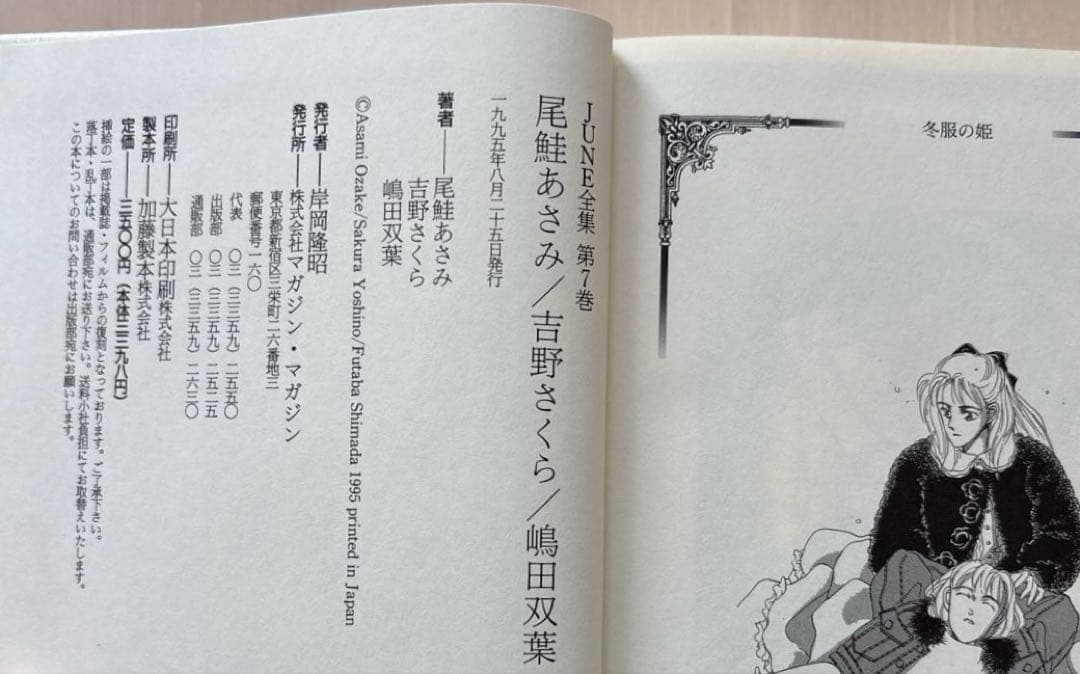 冬服の姫
JUNE全集 第7巻
尾鮭あさみ／吉野さくら／嶋田双葉
一九九五年八月二十五日発行
著者――尾鮭あさみ
吉野さくら
嶋田双葉
©Asami Ozake/Sakura Yoshino/Futaba Shimada 1995 printed in Japan
発行者――岸岡隆昭
発行所――株式会社マガジン・マガジン
東京都新宿区三栄町二六番地三
郵便番号一六〇
代表 〇三（三三五九）二五五〇
出版部 〇三（三三五九）二五二五
通販部 〇三（三三五九）二六三〇
印刷所――大日本印刷株式会社
製本所――加藤製本株式会社
定価――三五〇〇円（本体三三九八円）
挿絵の一部は掲載誌・フィルムからの復刻となっております。ご了承下さい。
落丁本・乱丁本は、通販部宛にお送り下さい。送料小社負担にてお取替えいたします。
この本についてのお問い合わせは出版部宛にお願いします。